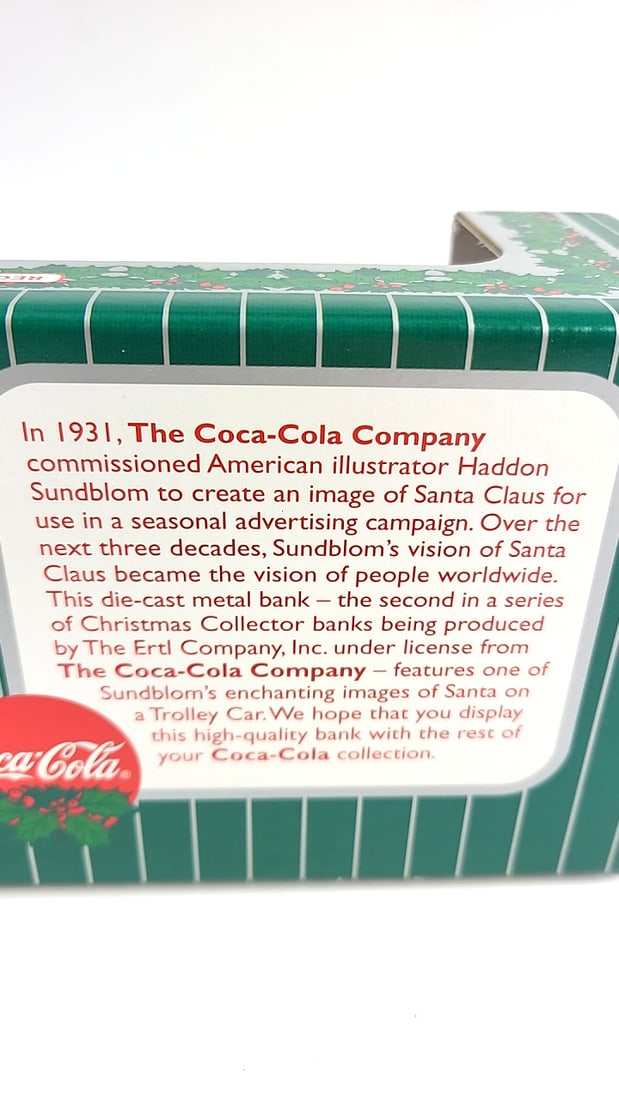 In 1931, The Coca-Cola Company
commissioned American illustrator Haddon
Sundblom to create an image of Santa Claus for
use in a seasonal advertising campaign. Over the
next three decades, Sundblom's vision of Santa
Claus became the vision of people worldwide.
This die-cast metal bank – the second in a series
of Christmas Collector banks being produced
by The Ertl Company, Inc. under license from
The Coca-Cola Company – features one of
Sundblom's enchanting images of Santa on
a Trolley Car. We hope that you display
this high-quality bank with the rest of
your Coca-Cola collection.
ca-Cola®